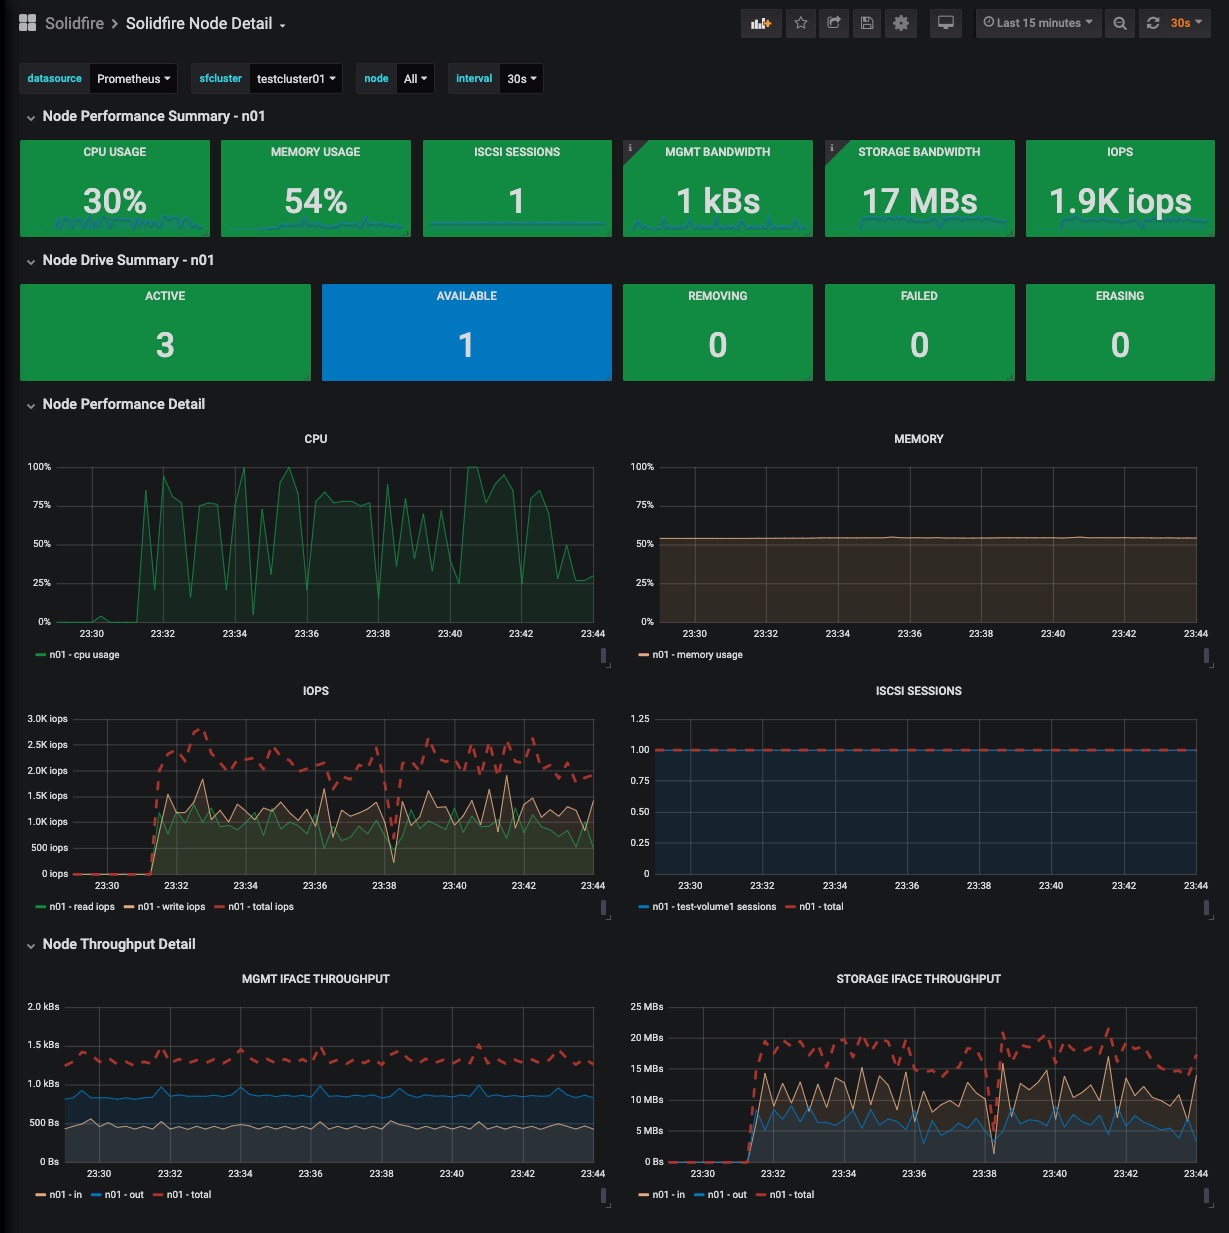 Solidfire > Solidfire Node Detail
Last 15 minutes 30s
datasource Prometheus sfcluster testcluster01 node All interval 30s
Node Performance Summary - n01
CPU USAGE MEMORY USAGE ISCSI SESSIONS MGMT BANDWIDTH STORAGE BANDWIDTH IOPS
30% 54% 1 1 kBs 17 MBs 1.9K iops
Node Drive Summary - n01
ACTIVE AVAILABLE REMOVING FAILED ERASING
3 1 0 0 0
Node Performance Detail
CPU
100%
75%
50%
25%
0%
23:30 23:32 23:34 23:36 23:38 23:40 23:42 23:44
n01 - cpu usage
MEMORY
100%
75%
50%
25%
0%
23:30 23:32 23:34 23:36 23:38 23:40 23:42 23:44
n01 - memory usage
IOPS
3.0K iops
2.5K iops
2.0K iops
1.5K iops
1.0K iops
500 iops
0 iops
23:30 23:32 23:34 23:36 23:38 23:40 23:42 23:44
n01 - read iops n01 - write iops n01 - total iops
ISCSI SESSIONS
1.25
1.00
0.75
0.50
0.25
0
23:30 23:32 23:34 23:36 23:38 23:40 23:42 23:44
n01 - test-volume1 sessions n01 - total
Node Throughput Detail
MGMT IFACE THROUGHPUT
2.0 kBs
1.5 kBs
1.0 kBs
500 Bs
0 Bs
23:30 23:32 23:34 23:36 23:38 23:40 23:42 23:44
n01 - in n01 - out n01 - total
STORAGE IFACE THROUGHPUT
25 MBs
20 MBs
15 MBs
10 MBs
5 MBs
0 Bs
23:30 23:32 23:34 23:36 23:38 23:40 23:42 23:44
n01 - in n01 - out n01 - total